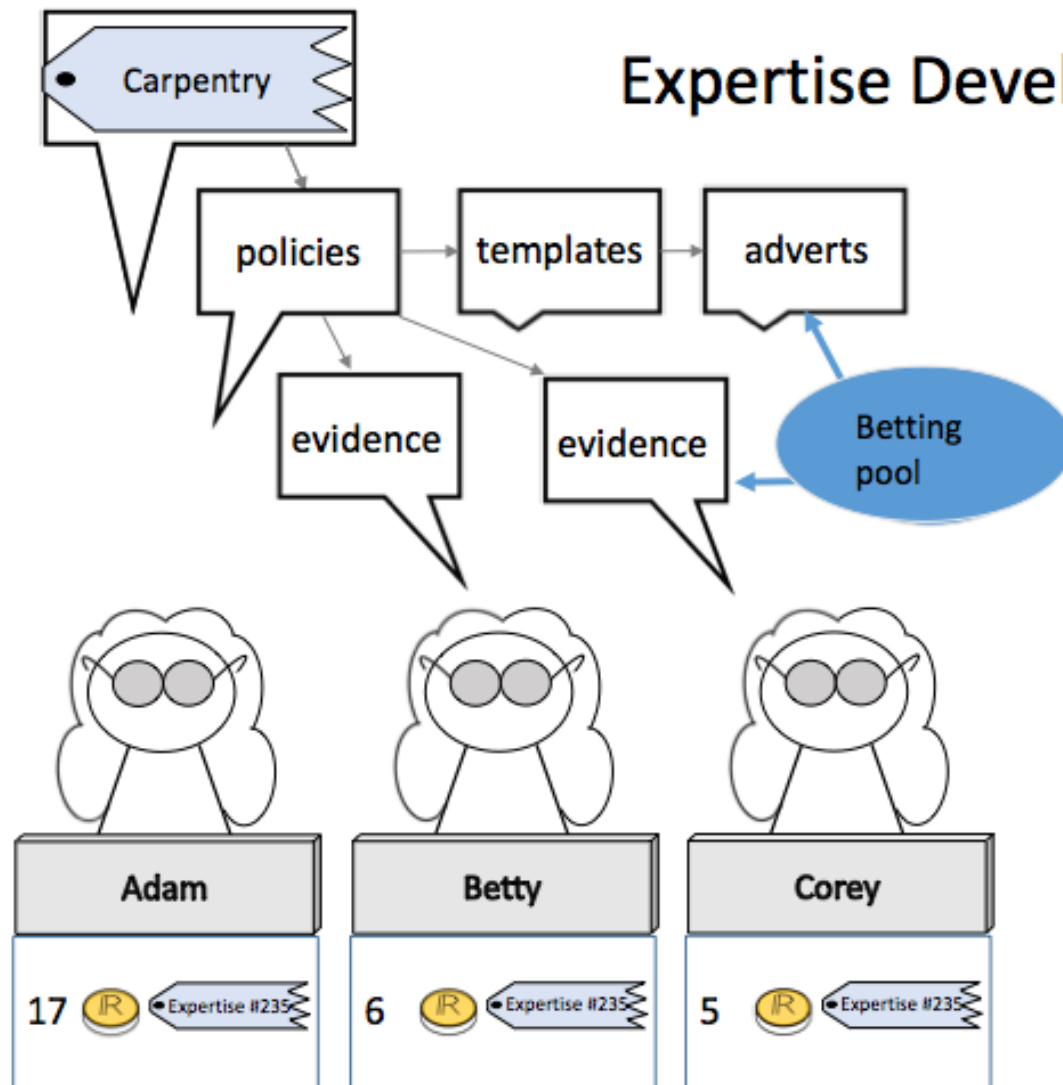 Carpentry
Expertise Devel
policies
templates
adverts
evidence
evidence
Betting
pool
Adam
Betty
Corey
17 R Expertise #235
6 R Expertise #235
5 R Expertise #235